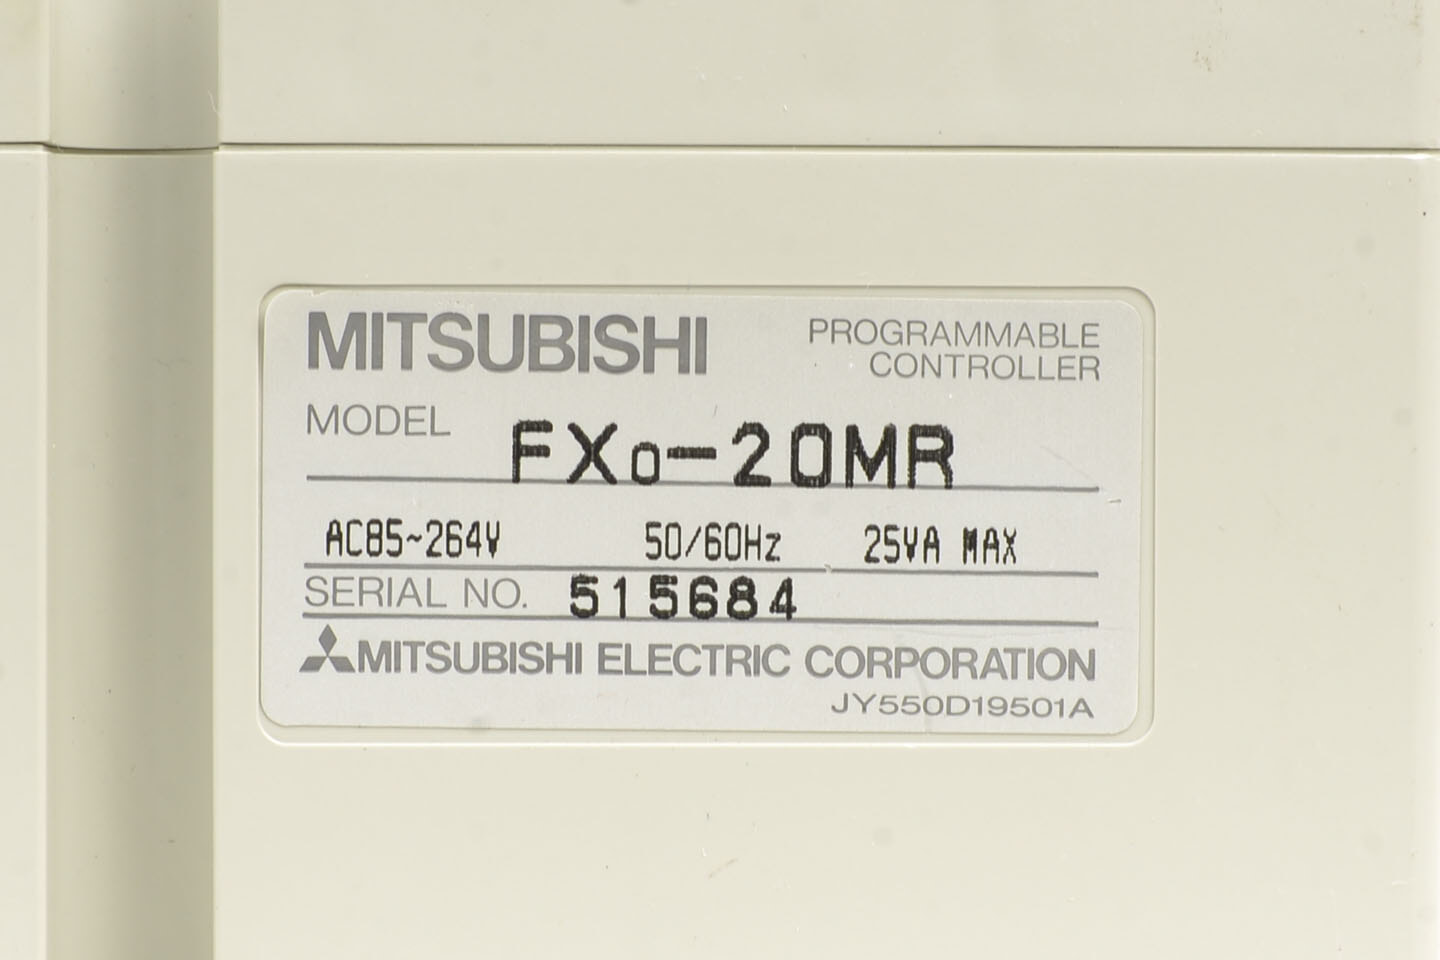 MITSUBISHI
PROGRAMMABLE
CONTROLLER
MODEL FX0-20MR
AC85~264V 50/60Hz 25VA MAX
SERIAL NO. 515684
MITSUBISHI ELECTRIC CORPORATION
JY550D19501A